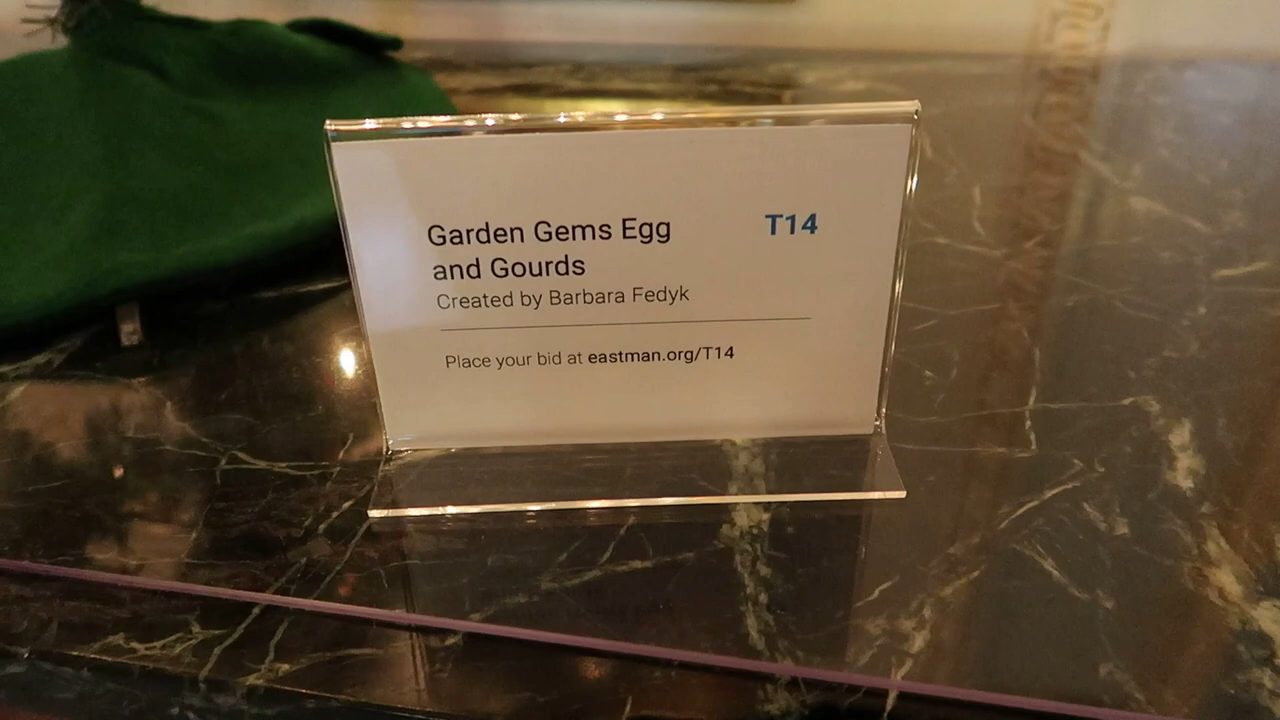 Garden Gems Egg
and Gourds
T14
Created by Barbara Fedyk
Place your bid at eastman.org/T14